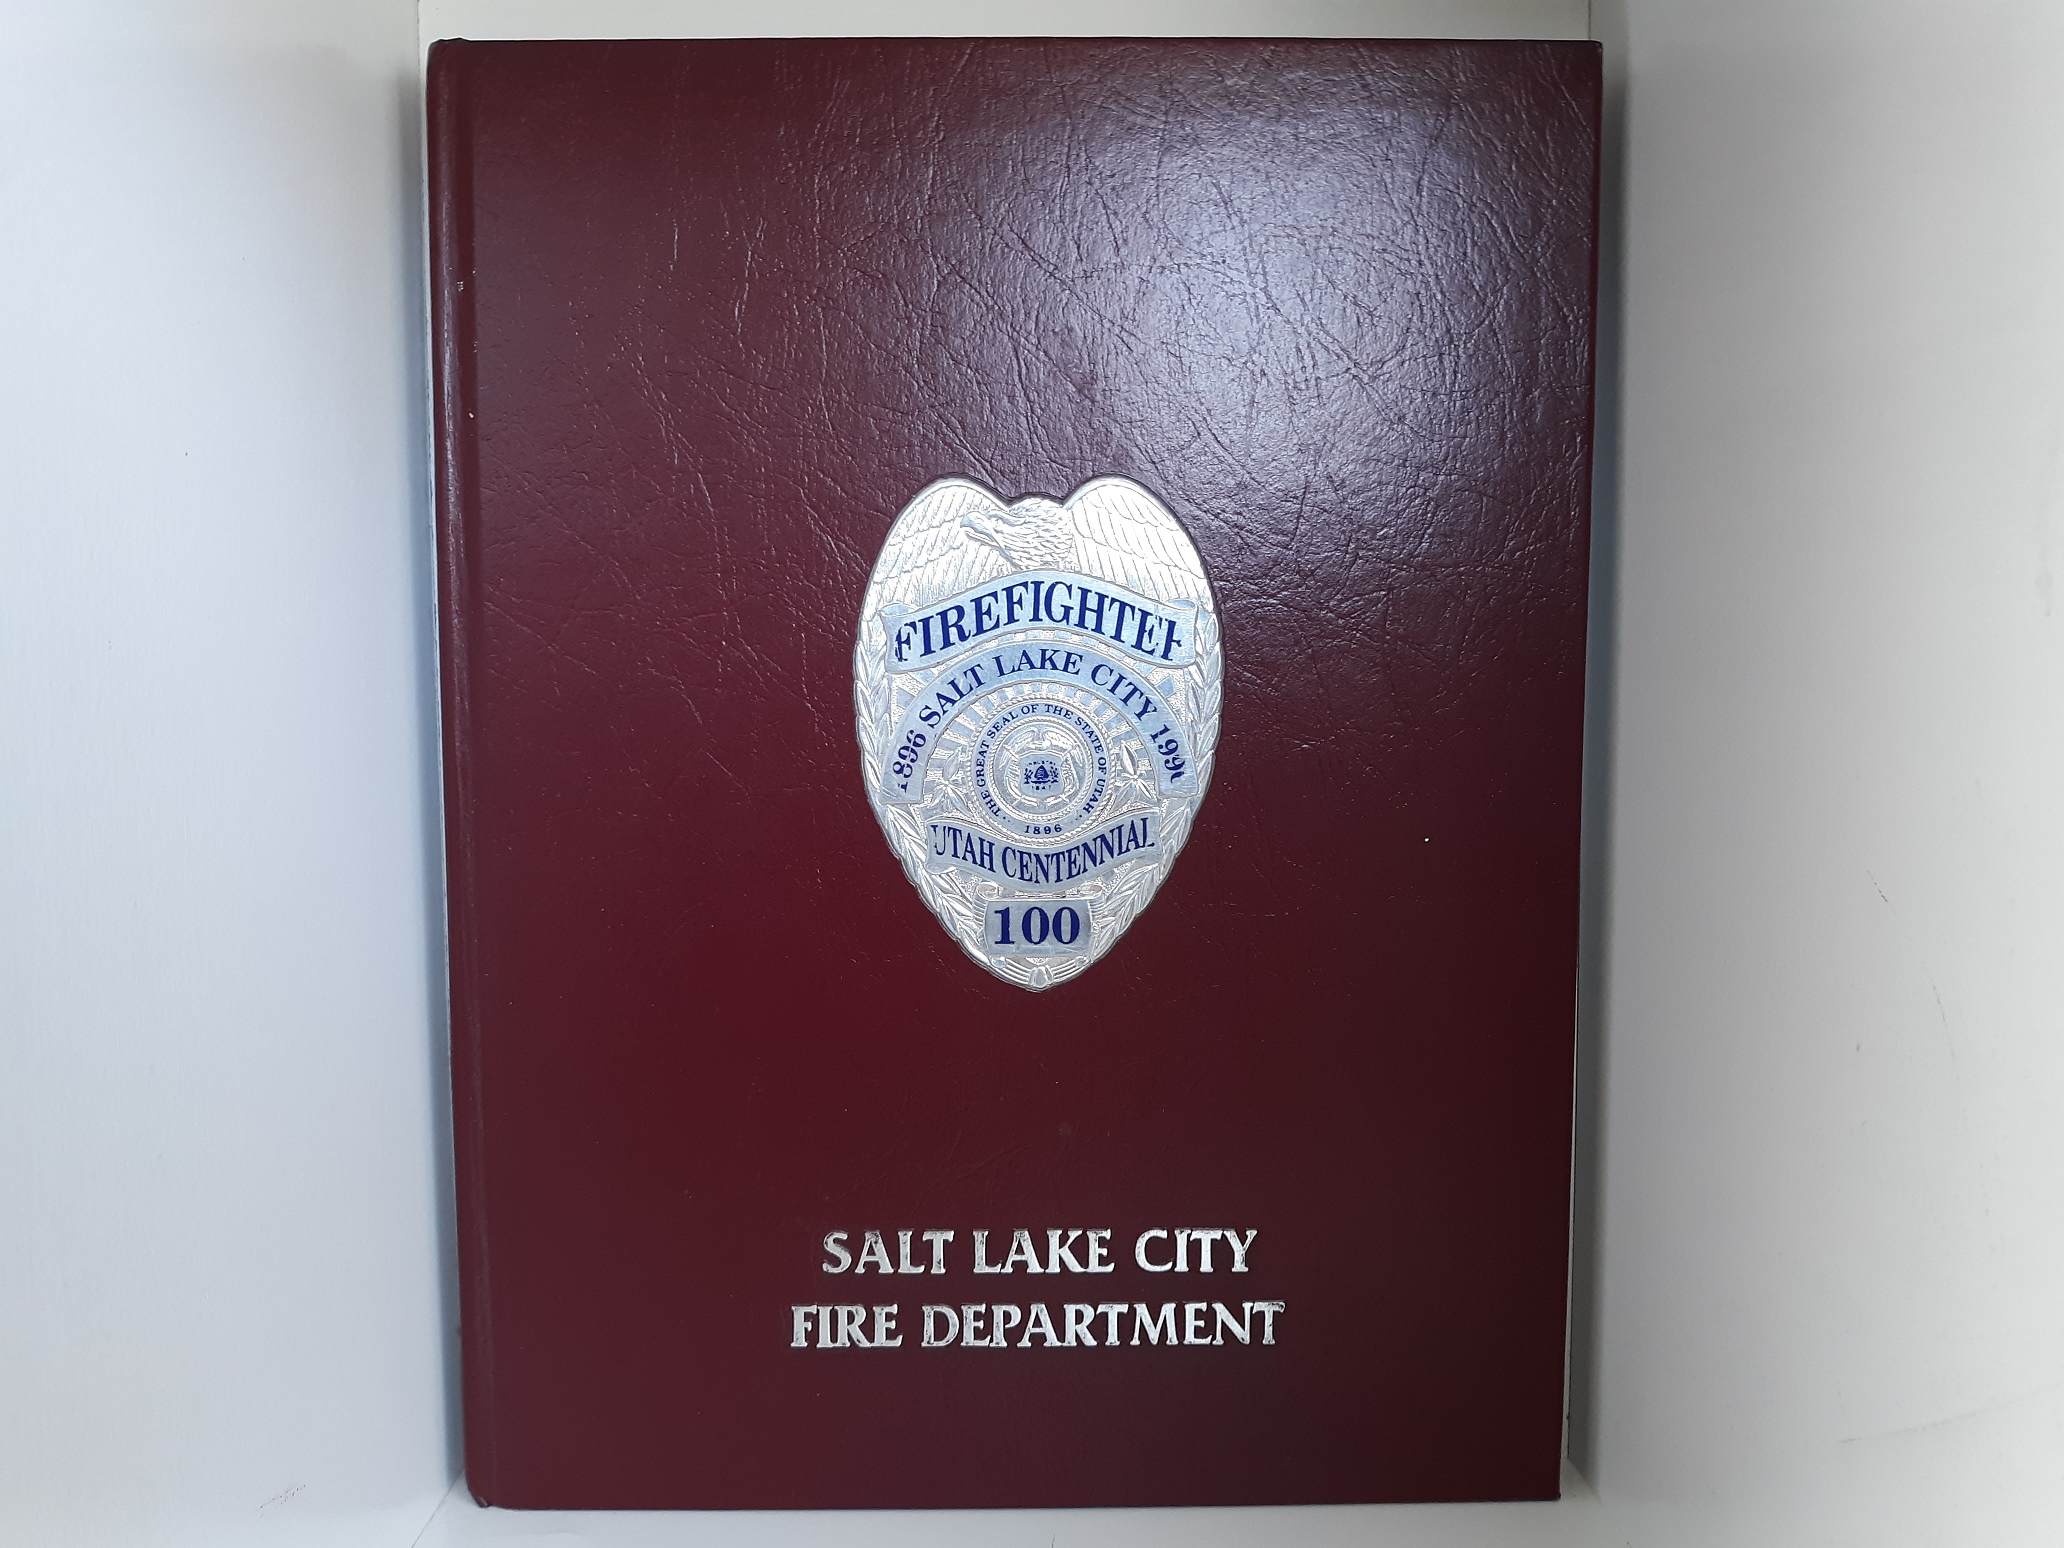 FIREFIGHTER
1896 SALT LAKE CITY 1996
THE GREAT SEAL OF THE STATE OF UTAH
1847
1896
UTAH CENTENNIAL
100
SALT LAKE CITY
FIRE DEPARTMENT